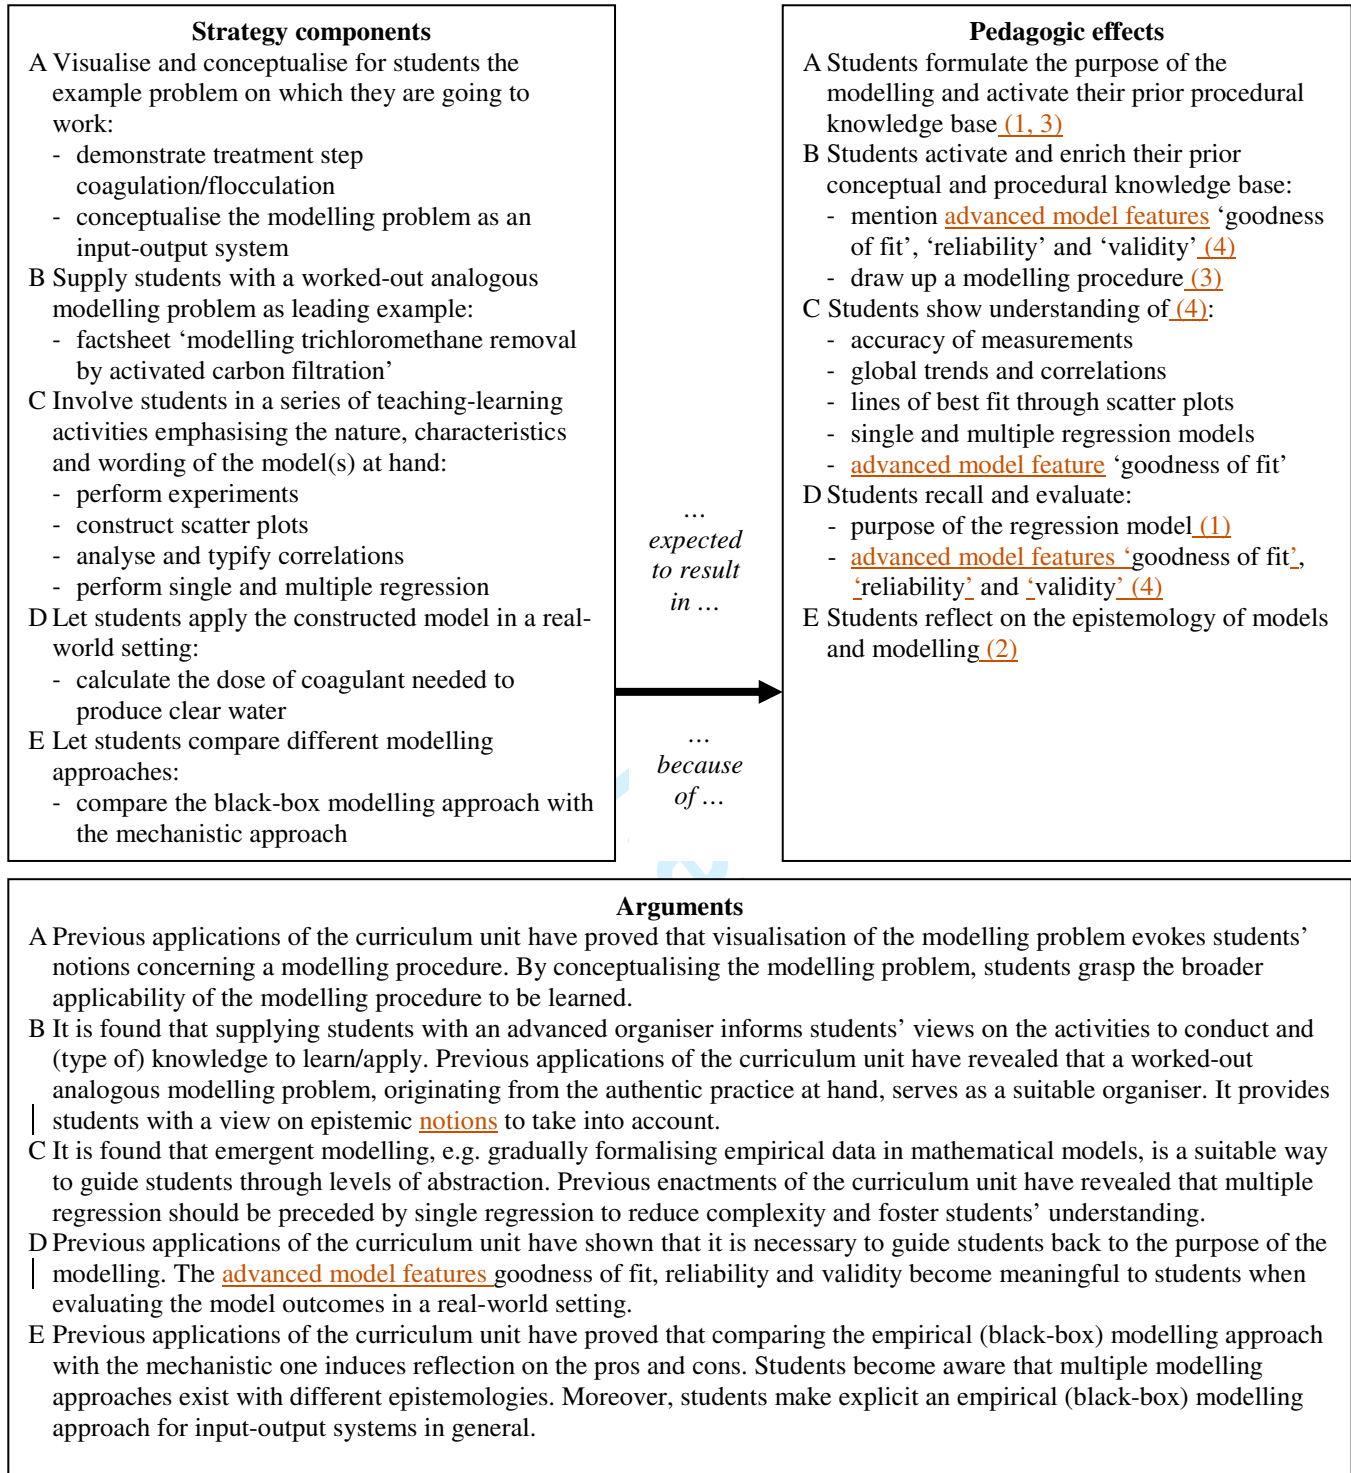 Strategy components
A Visualise and conceptualise for students the
example problem on which they are going to
work:
- demonstrate treatment step
coagulation/flocculation
- conceptualise the modelling problem as an
input-output system
B Supply students with a worked-out analogous
modelling problem as leading example:
- factsheet ‘modelling trichloromethane removal
by activated carbon filtration’
C Involve students in a series of teaching-learning
activities emphasising the nature, characteristics
and wording of the model(s) at hand:
- perform experiments
- construct scatter plots
- analyse and typify correlations
- perform single and multiple regression
D Let students apply the constructed model in a real-
world setting:
- calculate the dose of coagulant needed to
produce clear water
E Let students compare different modelling
approaches:
- compare the black-box modelling approach with
the mechanistic approach
…
expected
to result
in …
…
because
of …
Pedagogic effects
A Students formulate the purpose of the
modelling and activate their prior procedural
knowledge base (1, 3)
B Students activate and enrich their prior
conceptual and procedural knowledge base:
- mention advanced model features ‘goodness
of fit’, ‘reliability’ and ‘validity’ (4)
- draw up a modelling procedure (3)
C Students show understanding of (4):
- accuracy of measurements
- global trends and correlations
- lines of best fit through scatter plots
- single and multiple regression models
- advanced model feature ‘goodness of fit’
D Students recall and evaluate:
- purpose of the regression model (1)
- advanced model features ‘goodness of fit’,
‘reliability’ and ‘validity’ (4)
E Students reflect on the epistemology of models
and modelling (2)
Arguments
A Previous applications of the curriculum unit have proved that visualisation of the modelling problem evokes students’
notions concerning a modelling procedure. By conceptualising the modelling problem, students grasp the broader
applicability of the modelling procedure to be learned.
B It is found that supplying students with an advanced organiser informs students’ views on the activities to conduct and
(type of) knowledge to learn/apply. Previous applications of the curriculum unit have revealed that a worked-out
analogous modelling problem, originating from the authentic practice at hand, serves as a suitable organiser. It provides
students with a view on epistemic notions to take into account.
C It is found that emergent modelling, e.g. gradually formalising empirical data in mathematical models, is a suitable way
to guide students through levels of abstraction. Previous enactments of the curriculum unit have revealed that multiple
regression should be preceded by single regression to reduce complexity and foster students’ understanding.
D Previous applications of the curriculum unit have shown that it is necessary to guide students back to the purpose of the
modelling. The advanced model features goodness of fit, reliability and validity become meaningful to students when
evaluating the model outcomes in a real-world setting.
E Previous applications of the curriculum unit have proved that comparing the empirical (black-box) modelling approach
with the mechanistic one induces reflection on the pros and cons. Students become aware that multiple modelling
approaches exist with different epistemologies. Moreover, students make explicit an empirical (black-box) modelling
approach for input-output systems in general.